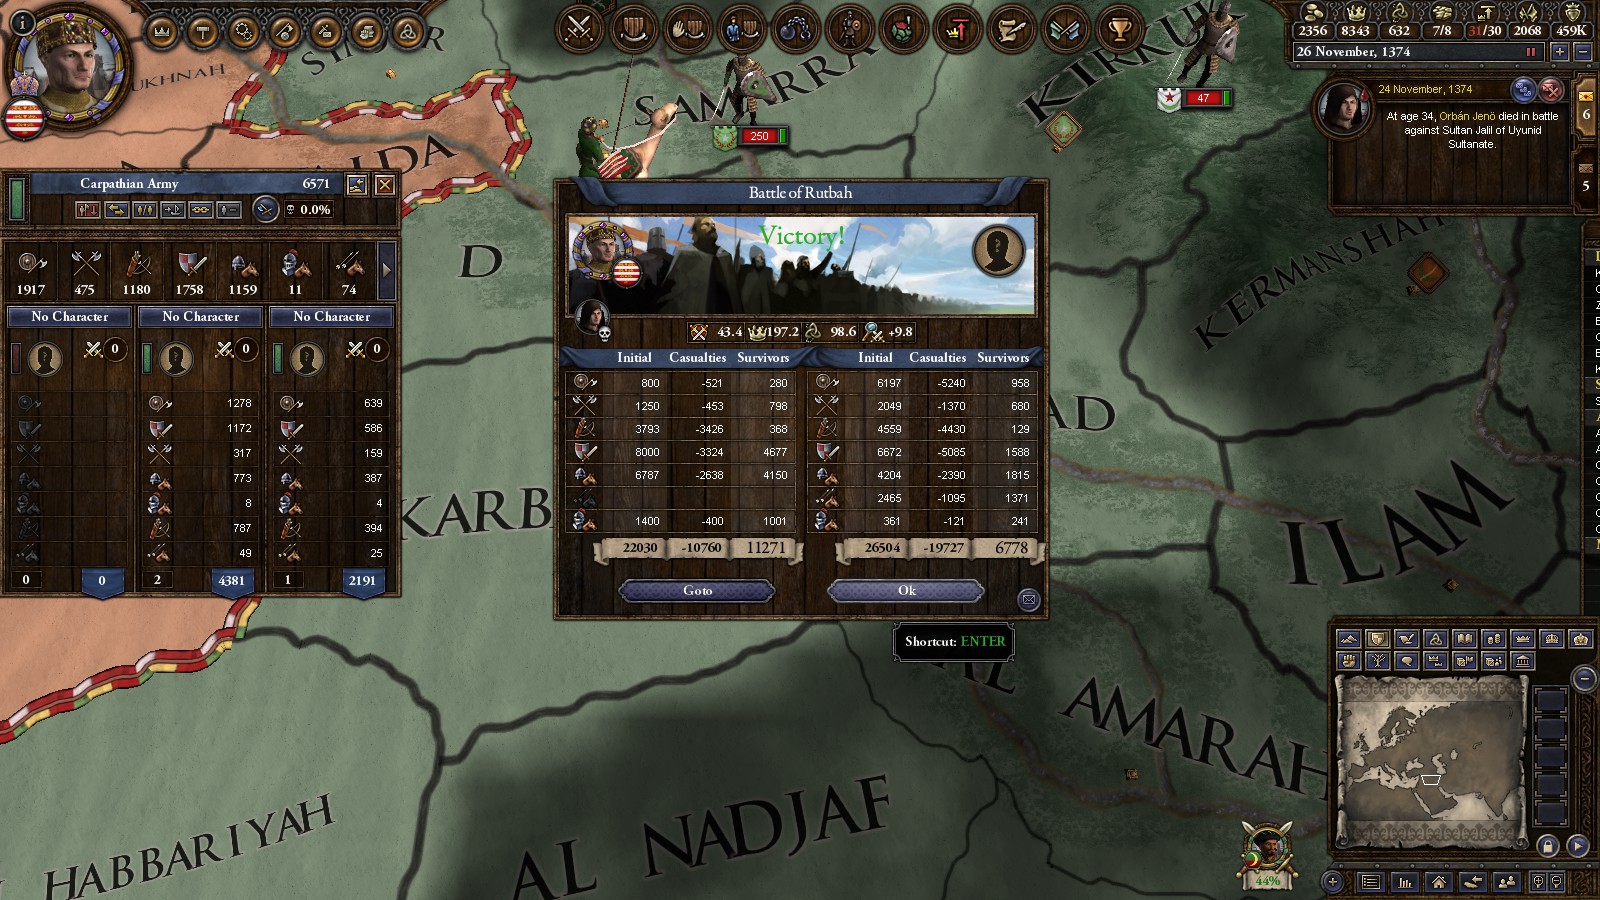 2356 8343 632 7/8 31/30 2068 459K
26 November, 1374
24 November, 1374
At age 34, Orbán Jenő died in battle
against Sultan Jalil of Uyunid
Sultanate.
6
5
UKHNAH
SAMARRA
KIRKUK
250
47
Carpathian Army 6571
0.0%
1917 475 1180 1758 1159 11 74
No Character No Character No Character
0 0 0
1278 639
1172 586
317 159
773 387
8 4
787 394
49 25
0 0 2 4381 1 2191
Battle of Rutbah
Victory!
43.4 197.2 98.6 +9.8
Initial Casualties Survivors Initial Casualties Survivors
800 -521 280 6197 -5240 958
1250 -453 798 2049 -1370 680
3793 -3426 368 4559 -4430 129
8000 -3324 4677 6672 -5085 1588
6787 -2638 4150 4204 -2390 1815
2465 -1095 1371
1400 -400 1001 361 -121 241
22030 -10760 11271 26504 -19727 6778
Goto Ok
Shortcut: ENTER
KERMANSHAH
D
KARB
AD
ILAM
AL AMARAH
HABBARIYAH
AL NADJAF
44%